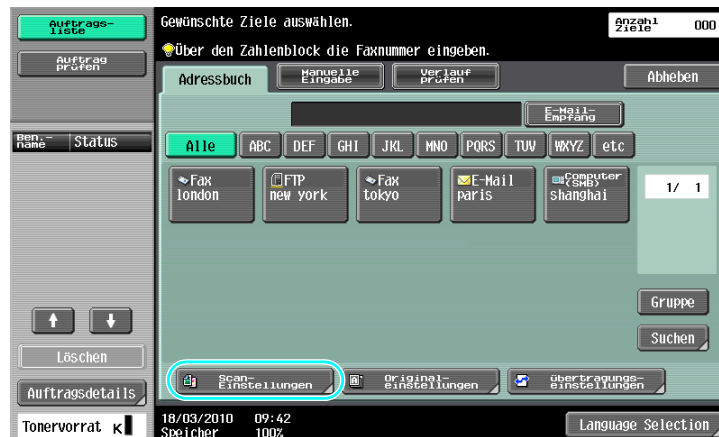 Auftrags-
liste
Auftrag
prüfen
Ben.-
name
Status
Löschen
Auftragsdetails
Tonervorrat K
Gewünschte Ziele auswählen.
Anzahl
Ziele
000
Über den Zahlenblock die Faxnummer eingeben.
Adressbuch
Manuelle
Eingabe
Verlauf
prüfen
Abheben
E-Mail-
Empfang
Alle ABC DEF GHI JKL MNO PQRS TUV WXYZ etc
Fax
london
FTP
new york
Fax
tokyo
E-Mail
paris
Computer
(SMB)
shanghai
1/ 1
Gruppe
Suchen
Scan-
Einstellungen
Original-
einstellungen
übertragungs-
einstellungen
18/03/2010 09:42
Speicher 100%
Language Selection